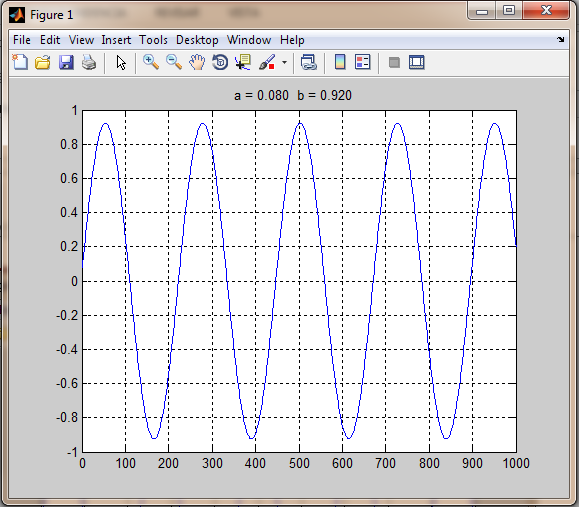 Figure 1
File Edit View Insert Tools Desktop Window Help
a = 0.080 b = 0.920
1
0.8
0.6
0.4
0.2
0
-0.2
-0.4
-0.6
-0.8
-1
0 100 200 300 400 500 600 700 800 900 1000